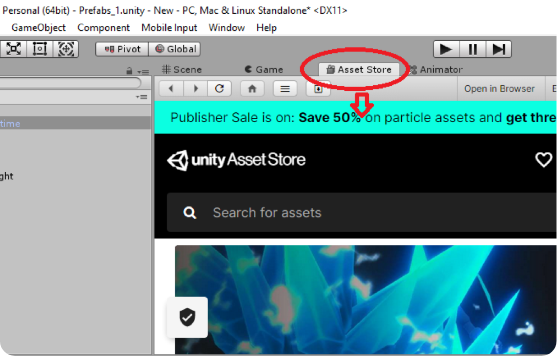 Personal (64bit) - Prefabs_1.unity - New - PC, Mac & Linux Standalone* <DX11>
GameObject Component Mobile Input Window Help
Pivot Global
Scene Game Asset Store Animator
Open in Browser E
time
Publisher Sale is on: Save 50% on particle assets and get thre
unity Asset Store
ght
Search for assets